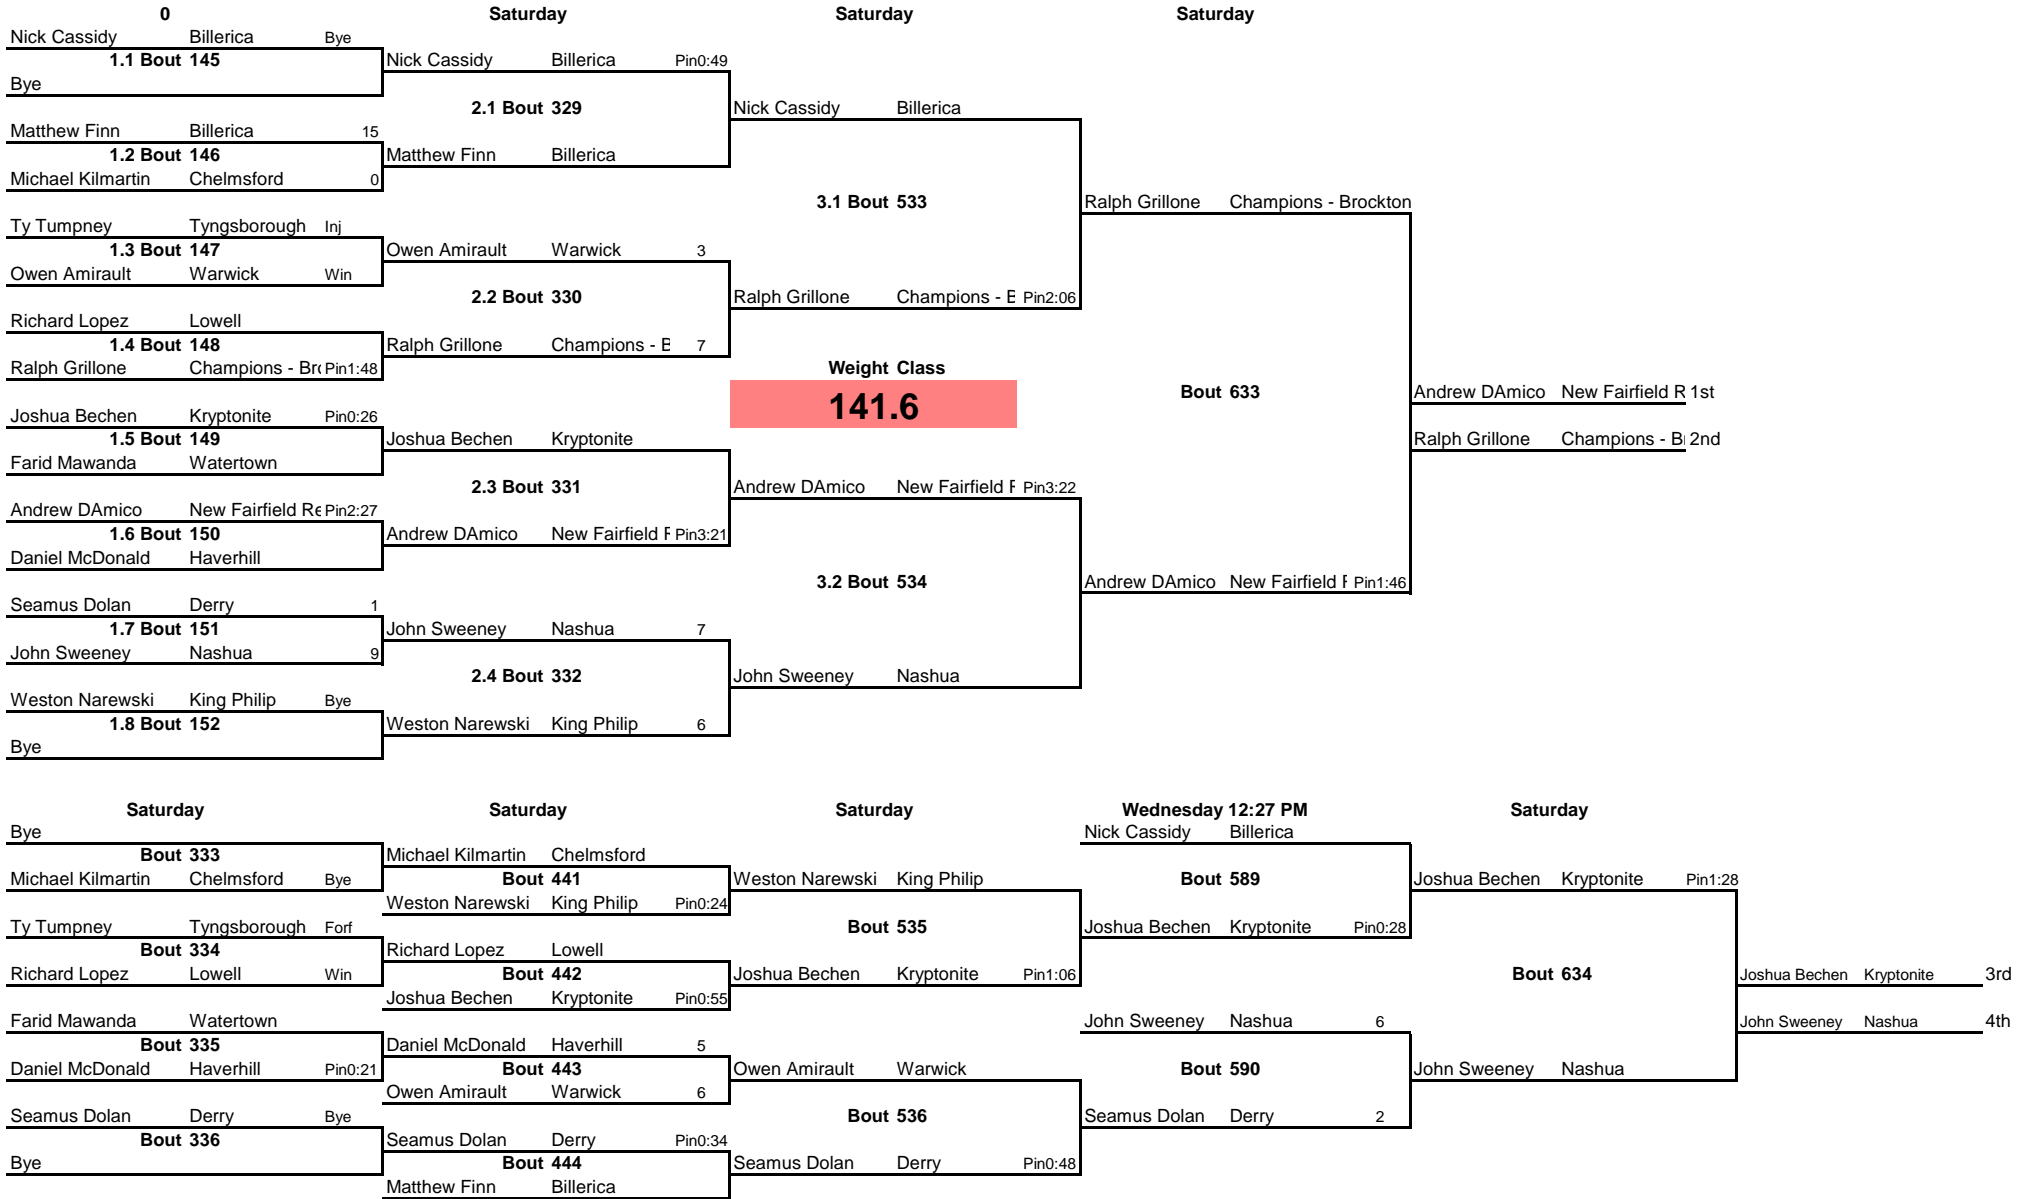 0 Saturday Saturday Saturday
Nick Cassidy Billerica Bye
1.1 Bout 145 Nick Cassidy Billerica Pin0:49
Bye
2.1 Bout 329 Nick Cassidy Billerica
Matthew Finn Billerica 15
1.2 Bout 146 Matthew Finn Billerica
Michael Kilmartin Chelmsford 0
3.1 Bout 533 Ralph Grillone Champions - Brockton
Ty Tumpney Tyngsborough Inj
1.3 Bout 147 Owen Amirault Warwick 3
Owen Amirault Warwick Win
2.2 Bout 330 Ralph Grillone Champions - B Pin2:06
Richard Lopez Lowell
1.4 Bout 148 Ralph Grillone Champions - B 7
Ralph Grillone Champions - Bro Pin1:48 Weight Class
Bout 633 Andrew DAmico New Fairfield R 1st
141.6
Joshua Bechen Kryptonite Pin0:26
1.5 Bout 149 Joshua Bechen Kryptonite Ralph Grillone Champions - Br 2nd
Farid Mawanda Watertown
2.3 Bout 331 Andrew DAmico New Fairfield R Pin3:22
Andrew DAmico New Fairfield Re Pin2:27
1.6 Bout 150 Andrew DAmico New Fairfield R Pin3:21
Daniel McDonald Haverhill
3.2 Bout 534 Andrew DAmico New Fairfield R Pin1:46
Seamus Dolan Derry 1
1.7 Bout 151 John Sweeney Nashua 7
John Sweeney Nashua 9
2.4 Bout 332 John Sweeney Nashua
Weston Narewski King Philip Bye
1.8 Bout 152 Weston Narewski King Philip 6
Bye
Saturday Saturday Saturday Wednesday 12:27 PM Saturday
Bye Nick Cassidy Billerica
Bout 333 Michael Kilmartin Chelmsford
Michael Kilmartin Chelmsford Bye Bout 441 Weston Narewski King Philip Bout 589 Joshua Bechen Kryptonite Pin1:28
Weston Narewski King Philip Pin0:24
Ty Tumpney Tyngsborough Forf Bout 535 Joshua Bechen Kryptonite Pin0:28
Bout 334 Richard Lopez Lowell
Richard Lopez Lowell Win Bout 442 Joshua Bechen Kryptonite Pin1:06 Bout 634 Joshua Bechen Kryptonite 3rd
Joshua Bechen Kryptonite Pin0:55
Farid Mawanda Watertown John Sweeney Nashua 6 John Sweeney Nashua 4th
Bout 335 Daniel McDonald Haverhill 5
Daniel McDonald Haverhill Pin0:21 Bout 443 Owen Amirault Warwick Bout 590 John Sweeney Nashua
Owen Amirault Warwick 6
Seamus Dolan Derry Bye Bout 536 Seamus Dolan Derry 2
Bout 336 Seamus Dolan Derry Pin0:34
Bye Bout 444 Seamus Dolan Derry Pin0:48
Matthew Finn Billerica